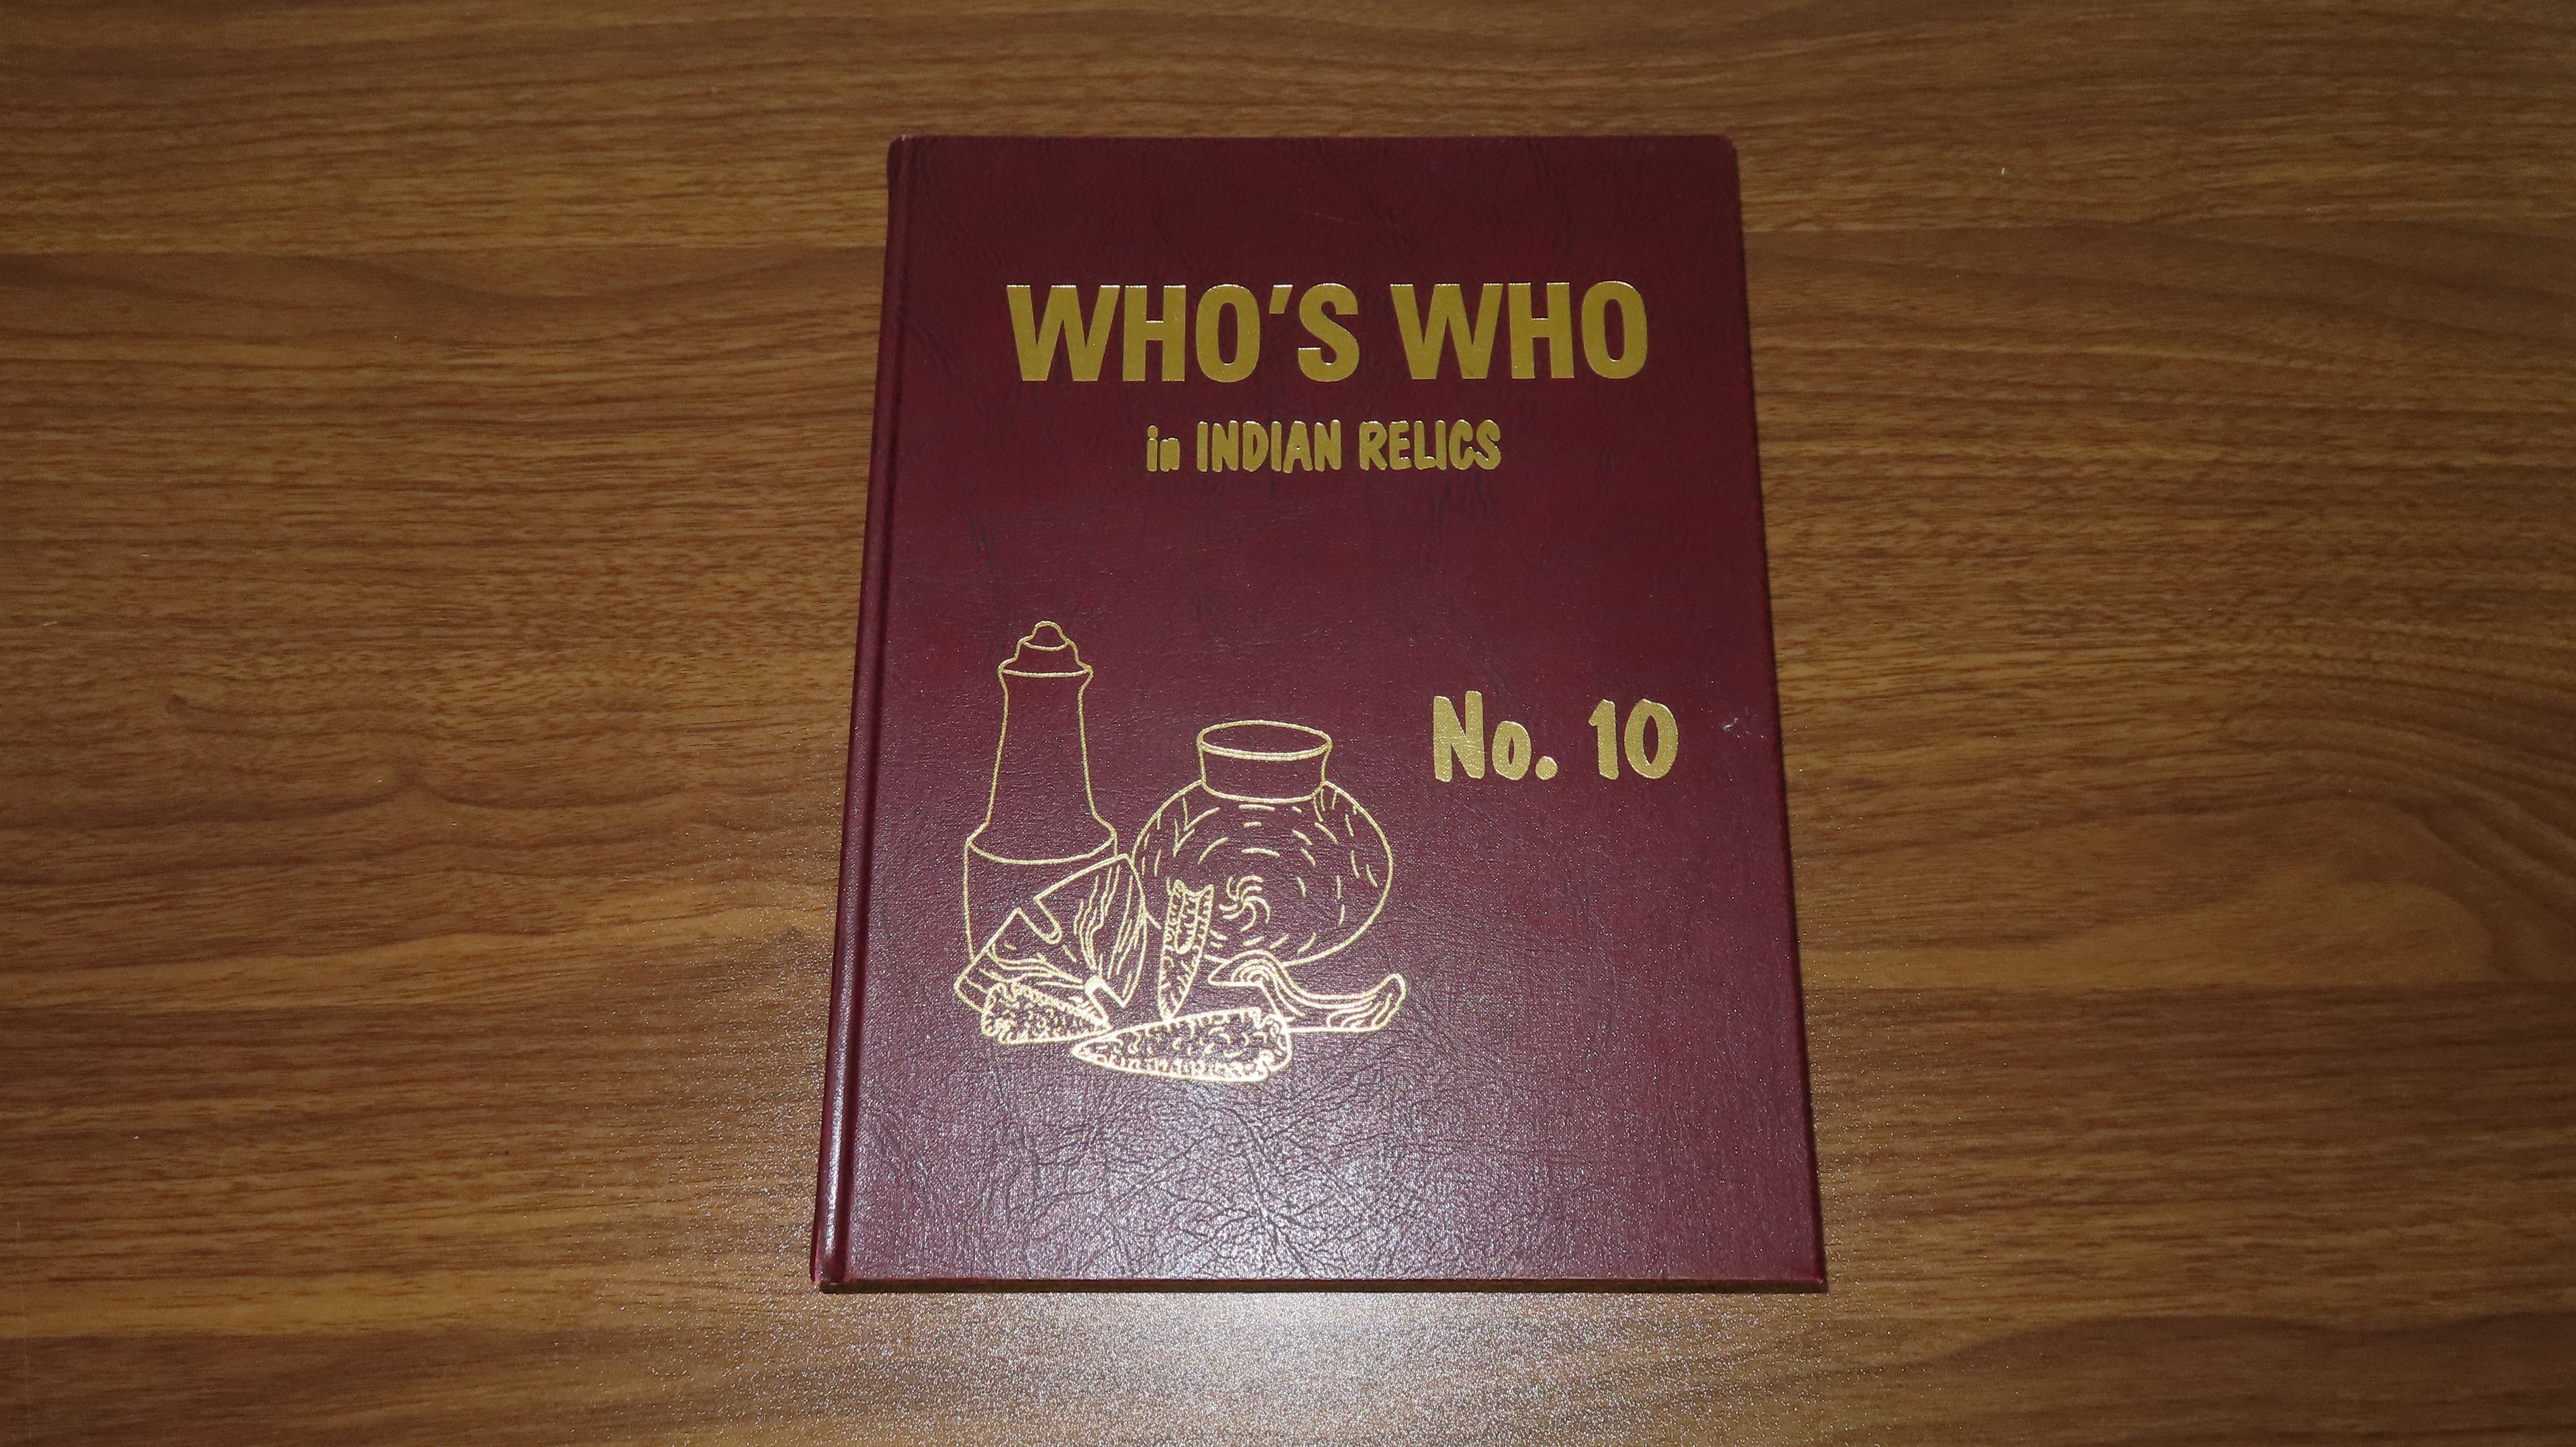 WHO'S WHO
in INDIAN RELICS
No. 10